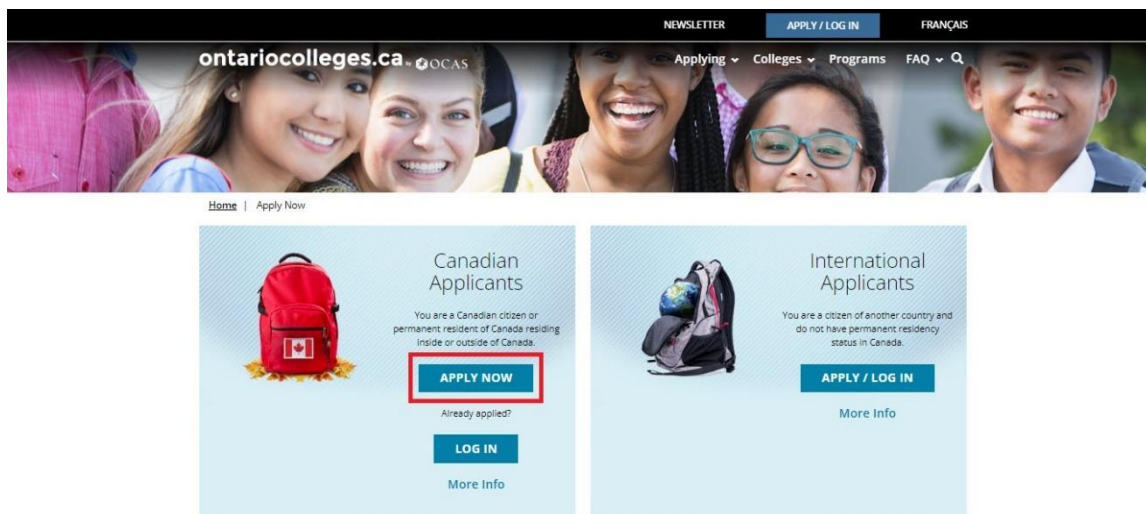 NEWSLETTER APPLY / LOG IN FRANÇAIS
ontariocolleges.ca OCAS
Applying Colleges Programs FAQ
Home | Apply Now
Canadian
Applicants
You are a Canadian citizen or
permanent resident of Canada residing
inside or outside of Canada.
APPLY NOW
Already applied?
LOG IN
More Info
International
Applicants
You are a citizen of another country and
do not have permanent residency
status in Canada.
APPLY / LOG IN
More Info